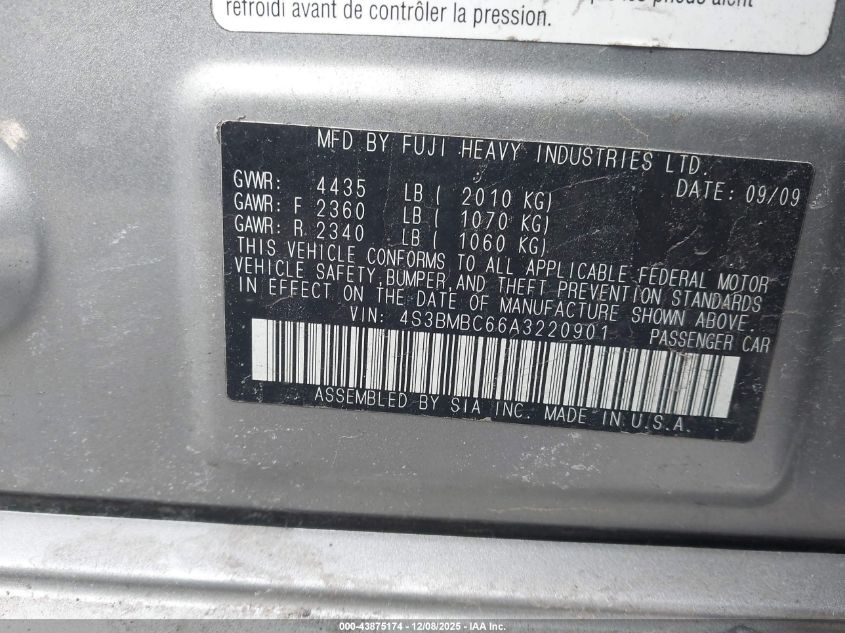 refroidi avant de contrôler la pression.
MFD BY FUJI HEAVY INDUSTRIES LTD.
DATE: 09/09
GVWR: 4435 LB ( 2010 KG)
GAWR: F 2360 LB ( 1070 KG)
GAWR: R 2340 LB ( 1060 KG)
THIS VEHICLE CONFORMS TO ALL APPLICABLE FEDERAL MOTOR
VEHICLE SAFETY,BUMPER,AND THEFT PREVENTION STANDARDS
IN EFFECT ON THE DATE OF MANUFACTURE SHOWN ABOVE.
VIN: 4S3BMBC66A3220901 PASSENGER CAR
ASSEMBLED BY SIA INC. MADE IN U.S.A.
000-43875174 - 12/08/2025 - IAA Inc.